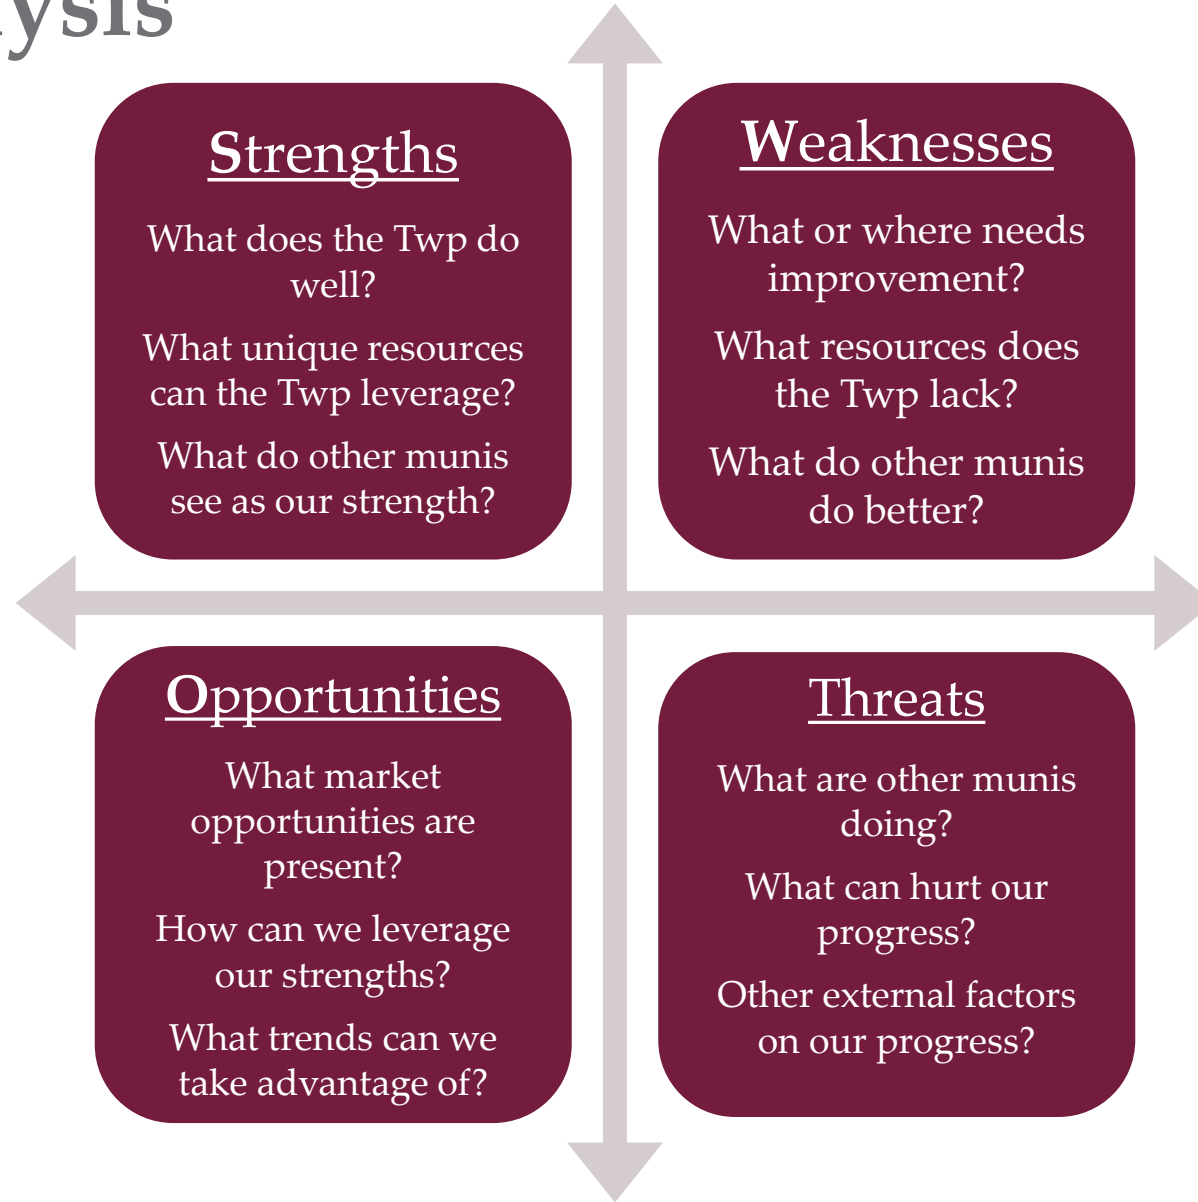 lysis
Strengths
What does the Twp do
well?
What unique resources
can the Twp leverage?
What do other munis
see as our strength?
Weaknesses
What or where needs
improvement?
What resources does
the Twp lack?
What do other munis
do better?
Opportunities
What market
opportunities are
present?
How can we leverage
our strengths?
What trends can we
take advantage of?
Threats
What are other munis
doing?
What can hurt our
progress?
Other external factors
on our progress?